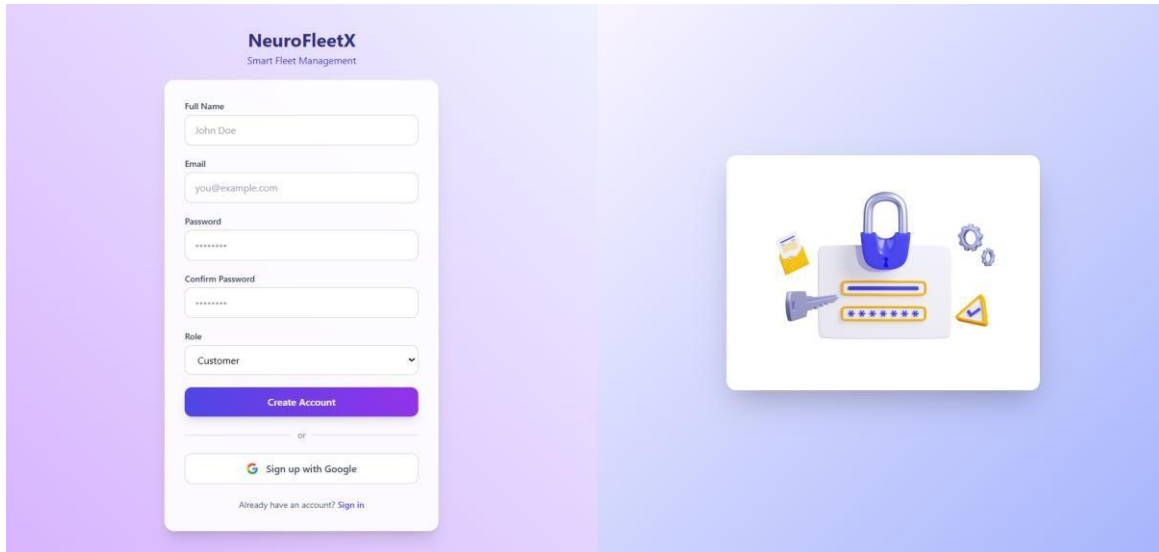 NeuroFleetX
Smart Fleet Management
Full Name
John Doe
Email
you@example.com
Password
••••••••
Confirm Password
••••••••
Role
Customer
Create Account
or
Sign up with Google
Already have an account? Sign in
*******